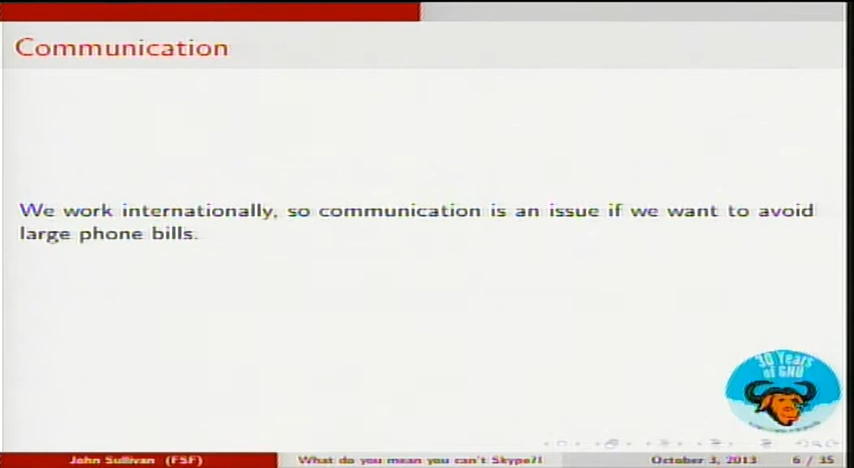 Communication
We work internationally, so communication is an issue if we want to avoid
large phone bills.
30 Years
of GNU
John Sullivan (FSF)
What do you mean you can't Skype?!
October 3, 2013
6 / 35